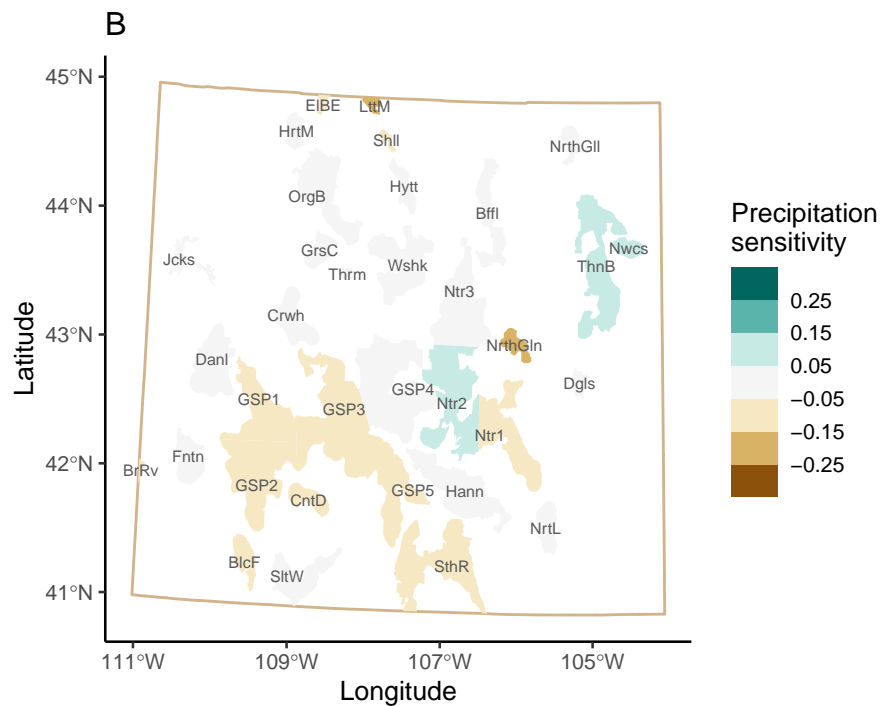 B
45°N
44°N
43°N
42°N
41°N
Latitude
ElBE
LttM
HrtM
Shll
NrthGll
OrgB
Hytt
Bffl
Jcks
GrsC
Thrm
Wshk
Nwcs
ThnB
Ntr3
Crwh
NrthGln
Danl
GSP1
GSP3
GSP4
Ntr2
Dgls
Ntr1
Fntn
BrRv
GSP2
CntD
GSP5
Hann
NrtL
BlcF
SltW
SthR
111°W
109°W
107°W
105°W
Longitude
Precipitation
sensitivity
0.25
0.15
0.05
−0.05
−0.15
−0.25